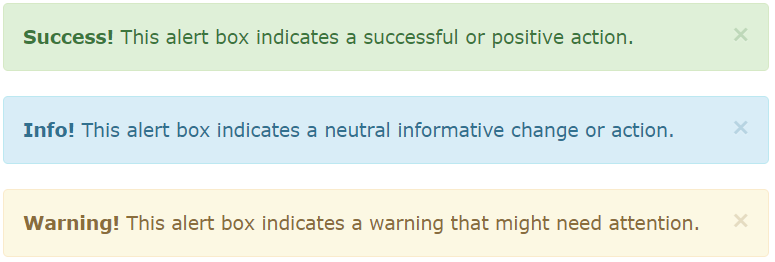 Success! This alert box indicates a successful or positive action. ×
Info! This alert box indicates a neutral informative change or action. ×
Warning! This alert box indicates a warning that might need attention. ×